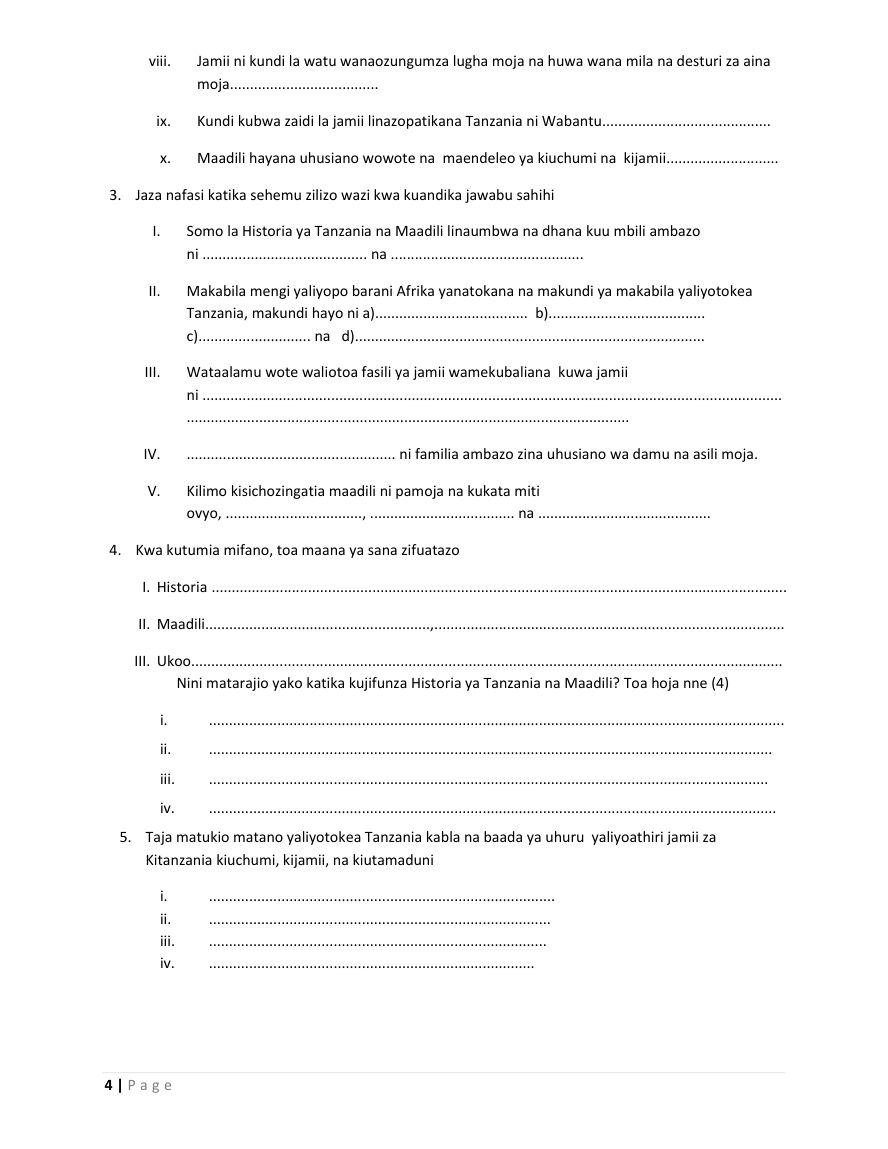 viii. Jamii ni kundi la watu wanaozungumza lugha moja na huwa wana mila na desturi za aina
moja.....................................
ix. Kundi kubwa zaidi la jamii linazopatikana Tanzania ni Wabantu..........................................
x. Maadili hayana uhusiano wowote na maendeleo ya kiuchumi na kijamii............................
3. Jaza nafasi katika sehemu zilizo wazi kwa kuandika jawabu sahihi
I. Somo la Historia ya Tanzania na Maadili linaumbwa na dhana kuu mbili ambazo
ni ......................................... na ................................................
II. Makabila mengi yaliyopo barani Afrika yanatokana na makundi ya makabila yaliyotokea
Tanzania, makundi hayo ni a)...................................... b).......................................
c)............................ na d).......................................................................................
III. Wataalamu wote waliotoa fasili ya jamii wamekubaliana kuwa jamii
ni .................................................................................................................................................
..............................................................................................................
IV. .................................................... ni familia ambazo zina uhusiano wa damu na asili moja.
V. Kilimo kisichozingatia maadili ni pamoja na kukata miti
ovyo, .................................., .................................... na ...........................................
4. Kwa kutumia mifano, toa maana ya sana zifuatazo
I. Historia ................................................................................................................................................
II. Maadili........................................................,.......................................................................................
III. Ukoo...................................................................................................................................................
Nini matarajio yako katika kujifunza Historia ya Tanzania na Maadili? Toa hoja nne (4)
i. ................................................................................................................................................
ii. .............................................................................................................................................
iii. ............................................................................................................................................
iv. ..............................................................................................................................................
5. Taja matukio matano yaliyotokea Tanzania kabla na baada ya uhuru yaliyoathiri jamii za
Kitanzania kiuchumi, kijamii, na kiutamaduni
i. ......................................................................................
ii. .....................................................................................
iii. ....................................................................................
iv. .................................................................................
4 | Page